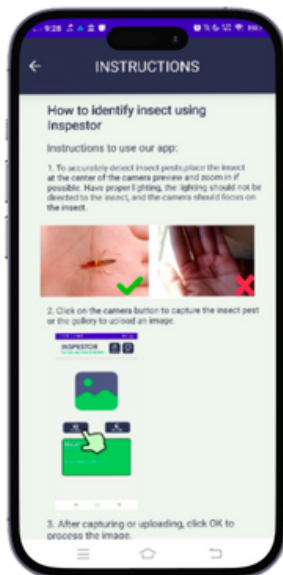 9:28
INSTRUCTIONS
How to identify insect using
Inspestor
Instructions to use our app:
1. To accurately detect insect pests,place the insect
at the center of the camera preview and zoom in if
possible. Have proper lighting, the lighting should not be
directed to the insect, and the camera should focus on
the insect.
2. Click on the camera button to capture the insect pest
or the gallery to upload an image.
INSPESTOR
3. After capturing or uploading, click OK to
process the image.